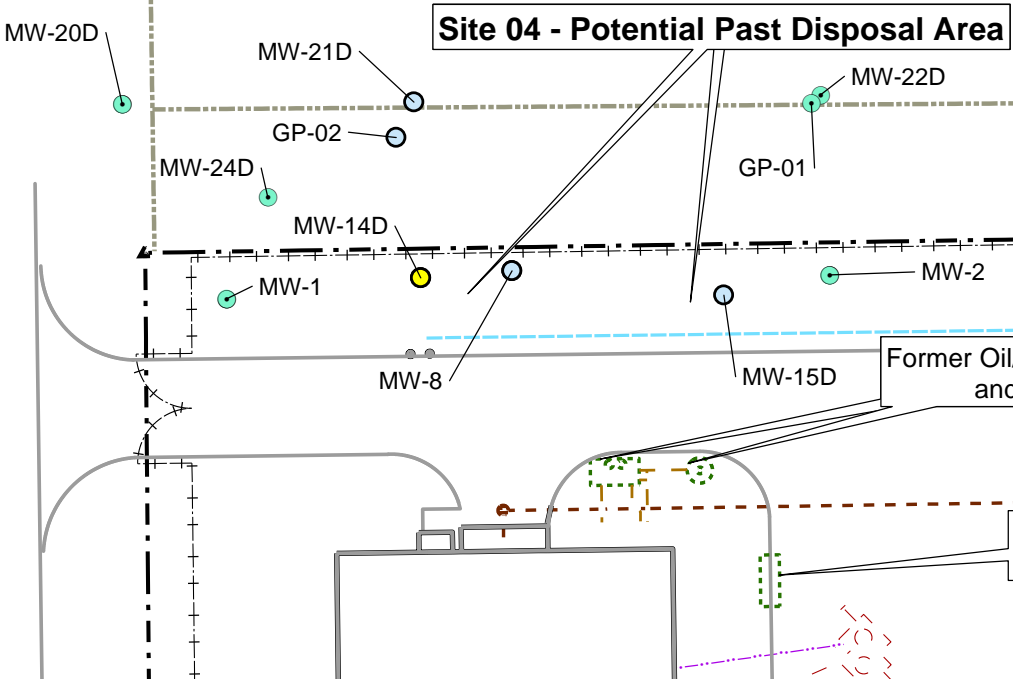 Site 04 - Potential Past Disposal Area
MW-20D
MW-21D
MW-22D
GP-02
GP-01
MW-24D
MW-14D
MW-1
MW-2
MW-8
MW-15D
Former Oil/
and